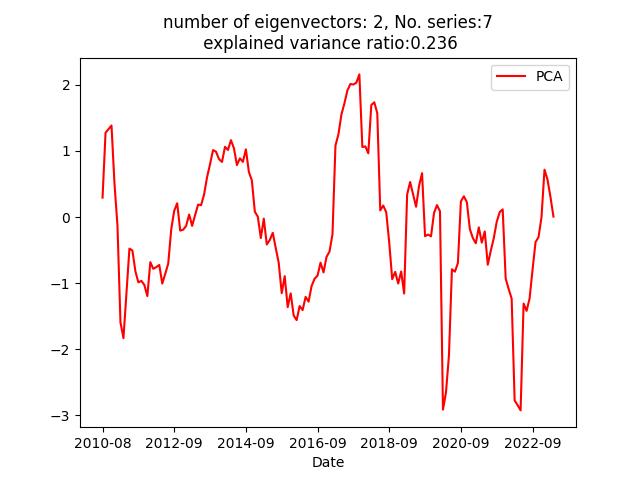 number of eigenvectors: 2, No. series:7
explained variance ratio:0.236
PCA
2
1
0
−1
−2
−3
2010-08 2012-09 2014-09 2016-09 2018-09 2020-09 2022-09
Date